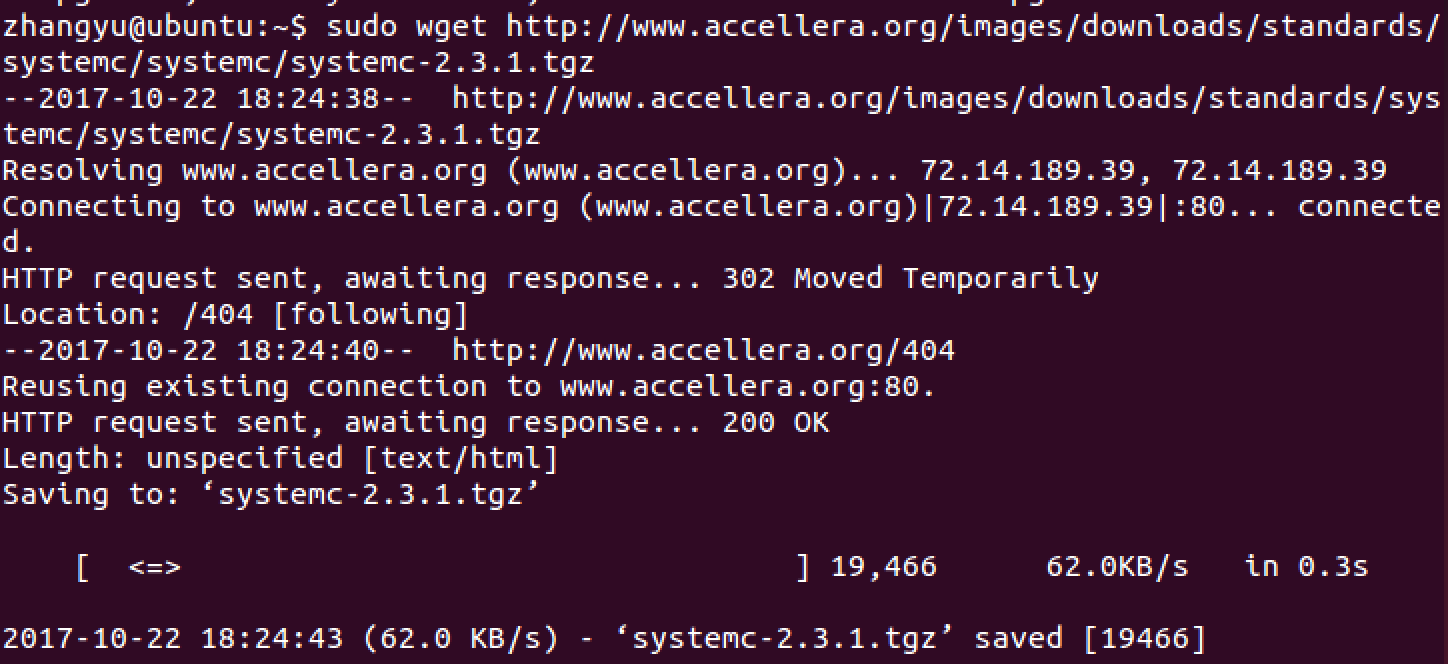 zhangyu@ubuntu:~$ sudo wget http://www.accellera.org/images/downloads/standards/
systemc/systemc/systemc-2.3.1.tgz
--2017-10-22 18:24:38--  http://www.accellera.org/images/downloads/standards/sys
temc/systemc/systemc-2.3.1.tgz
Resolving www.accellera.org (www.accellera.org)... 72.14.189.39, 72.14.189.39
Connecting to www.accellera.org (www.accellera.org)|72.14.189.39|:80... connecte
d.
HTTP request sent, awaiting response... 302 Moved Temporarily
Location: /404 [following]
--2017-10-22 18:24:40--  http://www.accellera.org/404
Reusing existing connection to www.accellera.org:80.
HTTP request sent, awaiting response... 200 OK
Length: unspecified [text/html]
Saving to: ‘systemc-2.3.1.tgz’
[  <=>                                  ] 19,466      62.0KB/s   in 0.3s
2017-10-22 18:24:43 (62.0 KB/s) - ‘systemc-2.3.1.tgz’ saved [19466]